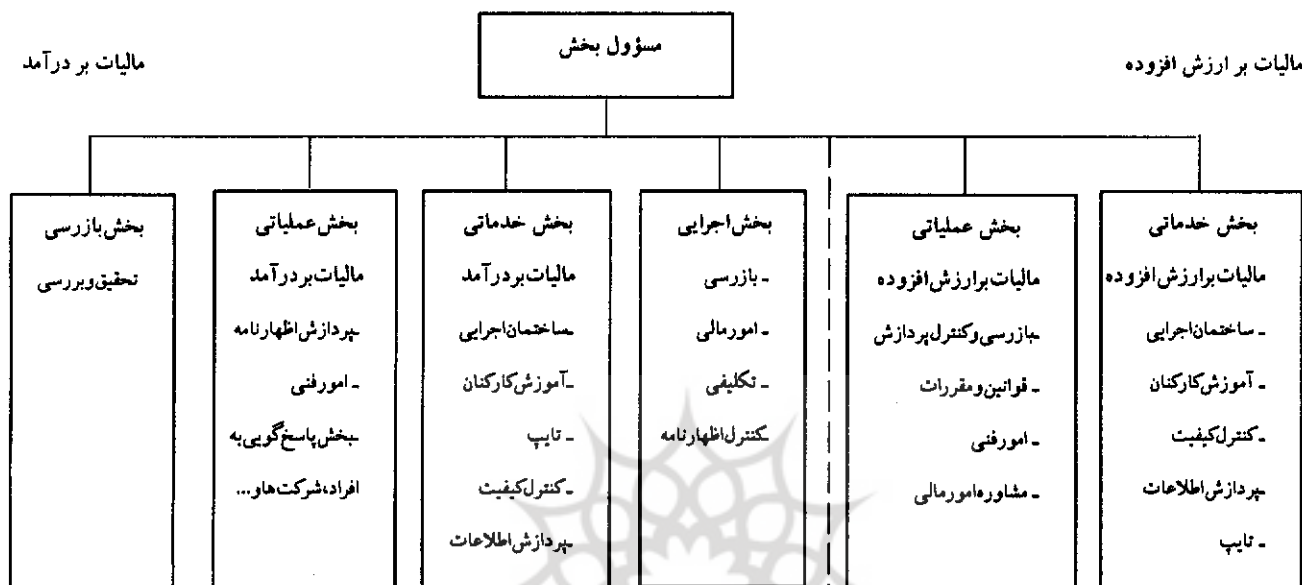 مسؤول بخش
مالیات بر ارزش افزوده
مالیات بر درآمد
بخش خدماتی
مالیات بر ارزش افزوده
ـ ساختمان اجرایی
ـ آموزش کارکنان
ـ کنترل کیفیت
ـ پردازش اطلاعات
ـ تایپ
بخش عملیاتی
مالیات بر ارزش افزوده
ـ بازرسی و کنترل پردازش
ـ قوانین و مقررات
ـ امور فنی
ـ مشاوره امور مالی
بخش اجرایی
ـ بازرسی
ـ امور مالی
ـ تکلیفی
ـ کنترل اظهارنامه
بخش خدماتی
مالیات بر درآمد
ـ ساختمان اجرایی
ـ آموزش کارکنان
ـ تایپ
ـ کنترل کیفیت
ـ پردازش اطلاعات
بخش عملیاتی
مالیات بر درآمد
ـ پردازش اظهارنامه
ـ امور فنی
ـ بخش پاسخ‌گویی به
افراد، شرکت‌ها و...
بخش بازرسی
تحقیق و بررسی